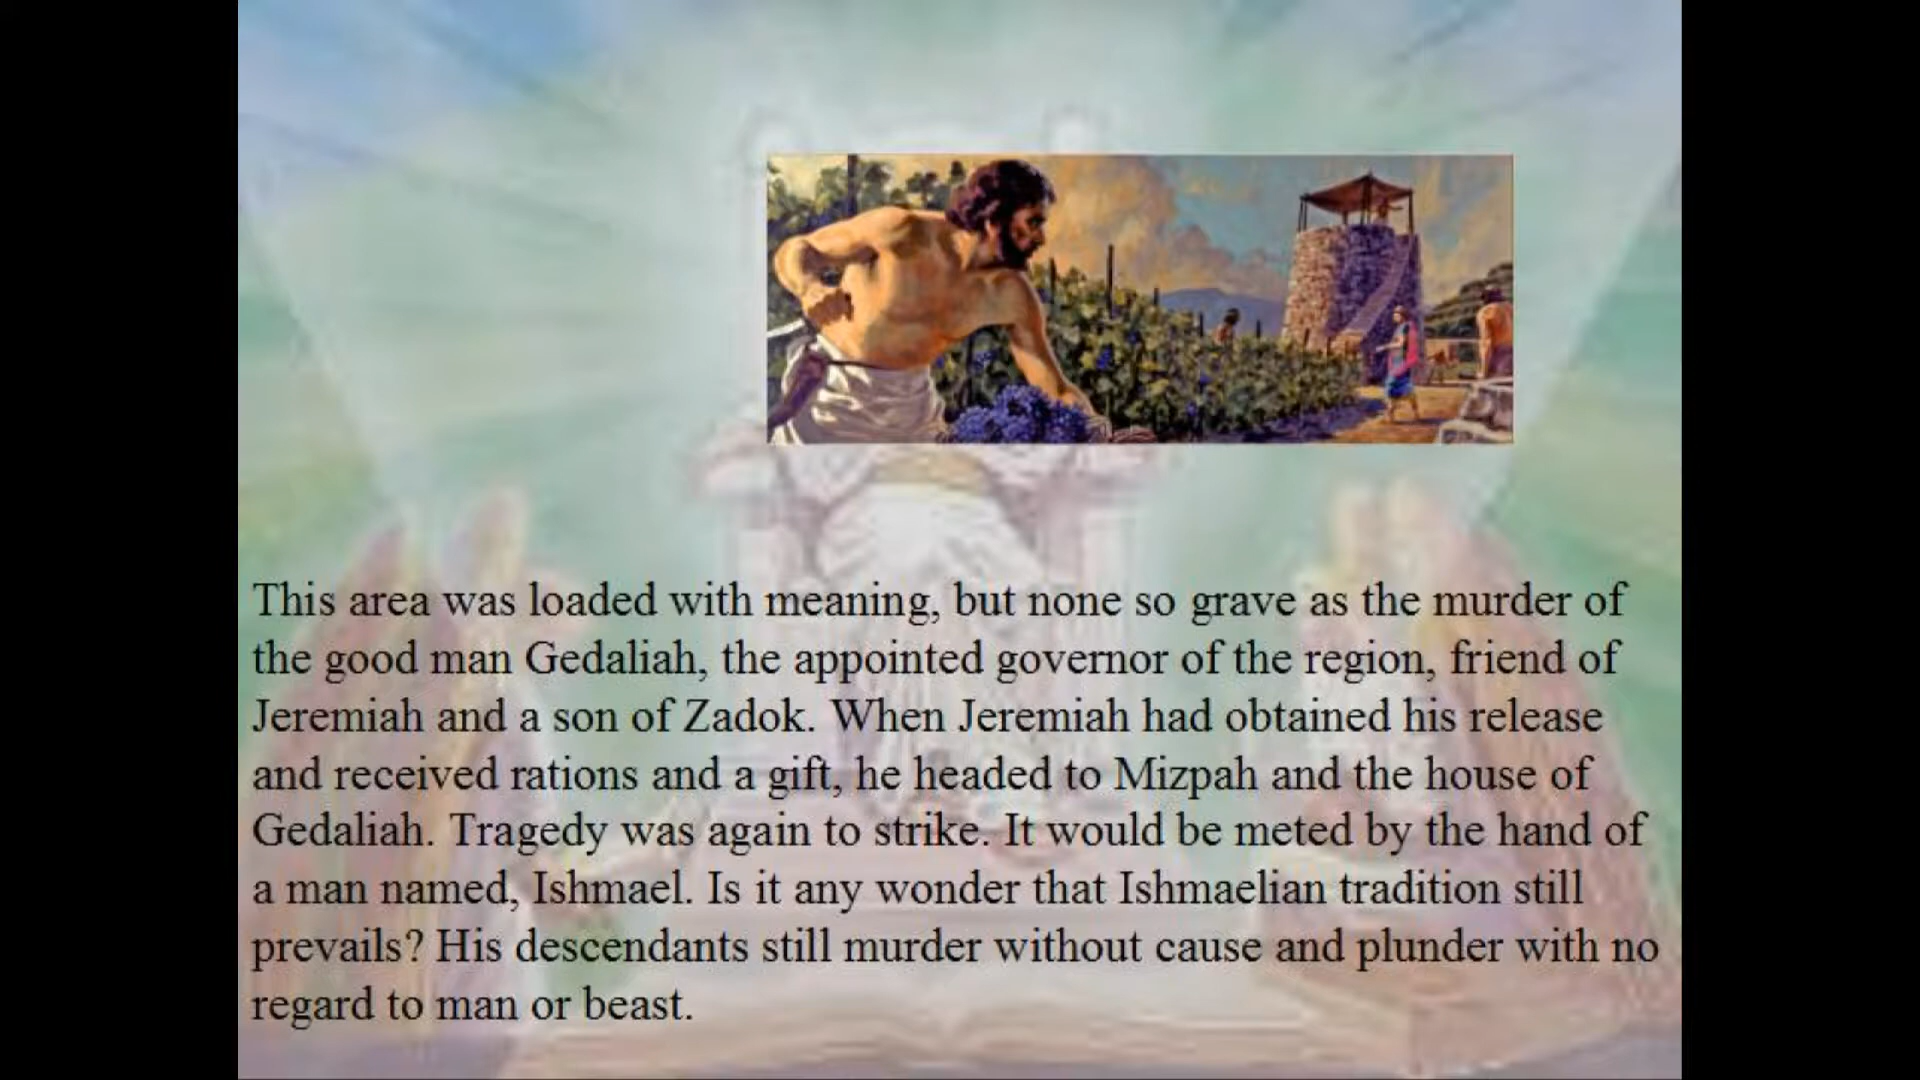 This area was loaded with meaning, but none so grave as the murder of
the good man Gedaliah, the appointed governor of the region, friend of
Jeremiah and a son of Zadok. When Jeremiah had obtained his release
and received rations and a gift, he headed to Mizpah and the house of
Gedaliah. Tragedy was again to strike. It would be meted by the hand of
a man named, Ishmael. Is it any wonder that Ishmaelian tradition still
prevails? His descendants still murder without cause and plunder with no
regard to man or beast.